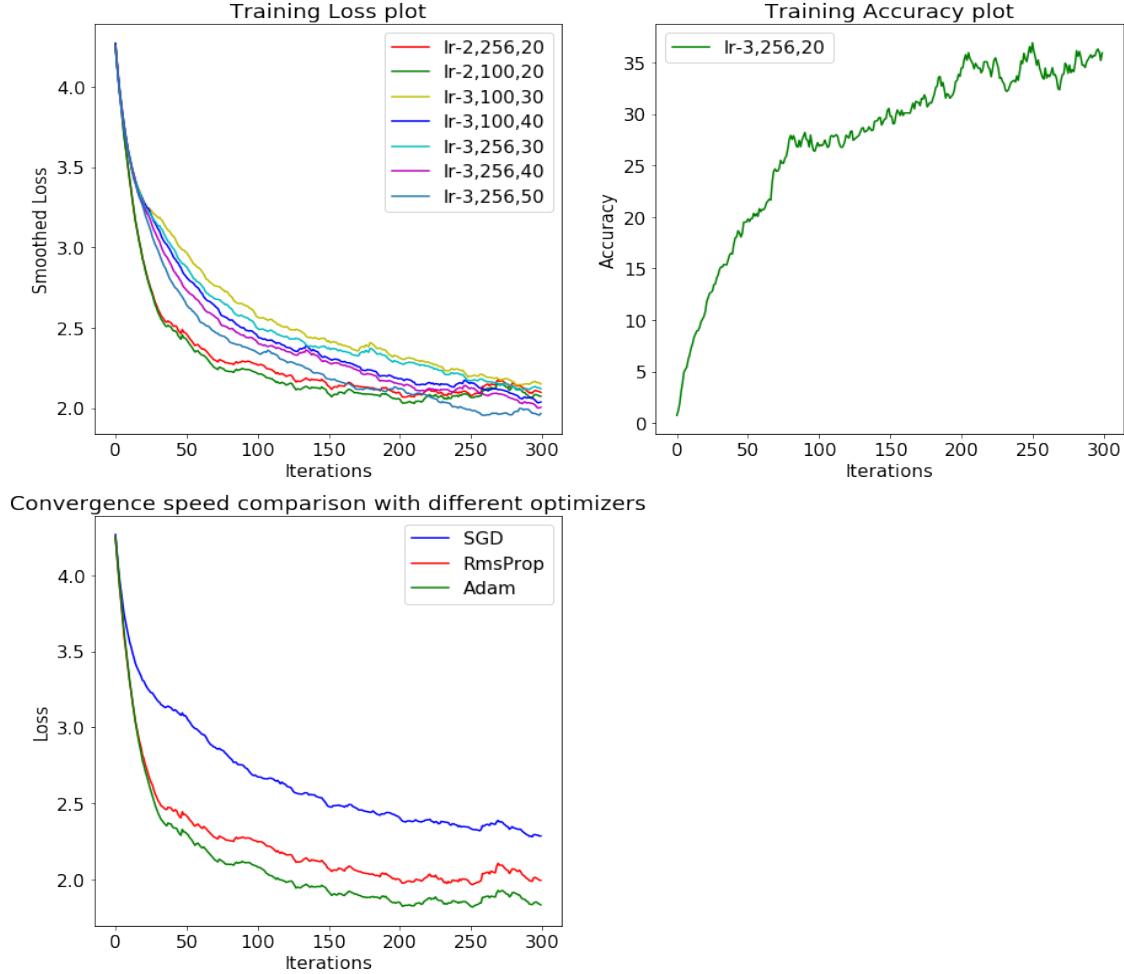 Training Loss plot
Smoothed Loss
4.0
3.5
3.0
2.5
2.0
0 50 100 150 200 250 300
Iterations
lr-2,256,20
lr-2,100,20
lr-3,100,30
lr-3,100,40
lr-3,256,30
lr-3,256,40
lr-3,256,50
Training Accuracy plot
Accuracy
35
30
25
20
15
10
5
0
0 50 100 150 200 250 300
Iterations
lr-3,256,20
Convergence speed comparison with different optimizers
Loss
4.0
3.5
3.0
2.5
2.0
0 50 100 150 200 250 300
Iterations
SGD
RmsProp
Adam